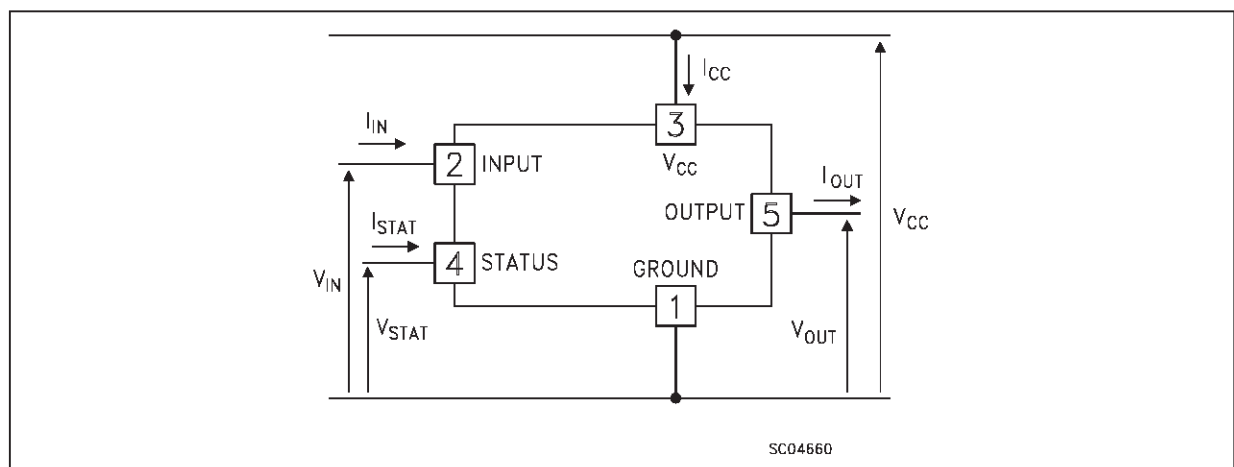 I_CC
3
V_CC
I_IN
2 INPUT
I_OUT
OUTPUT 5
V_CC
I_STAT
4 STATUS
GROUND
1
V_IN
V_STAT
V_OUT
SC04660